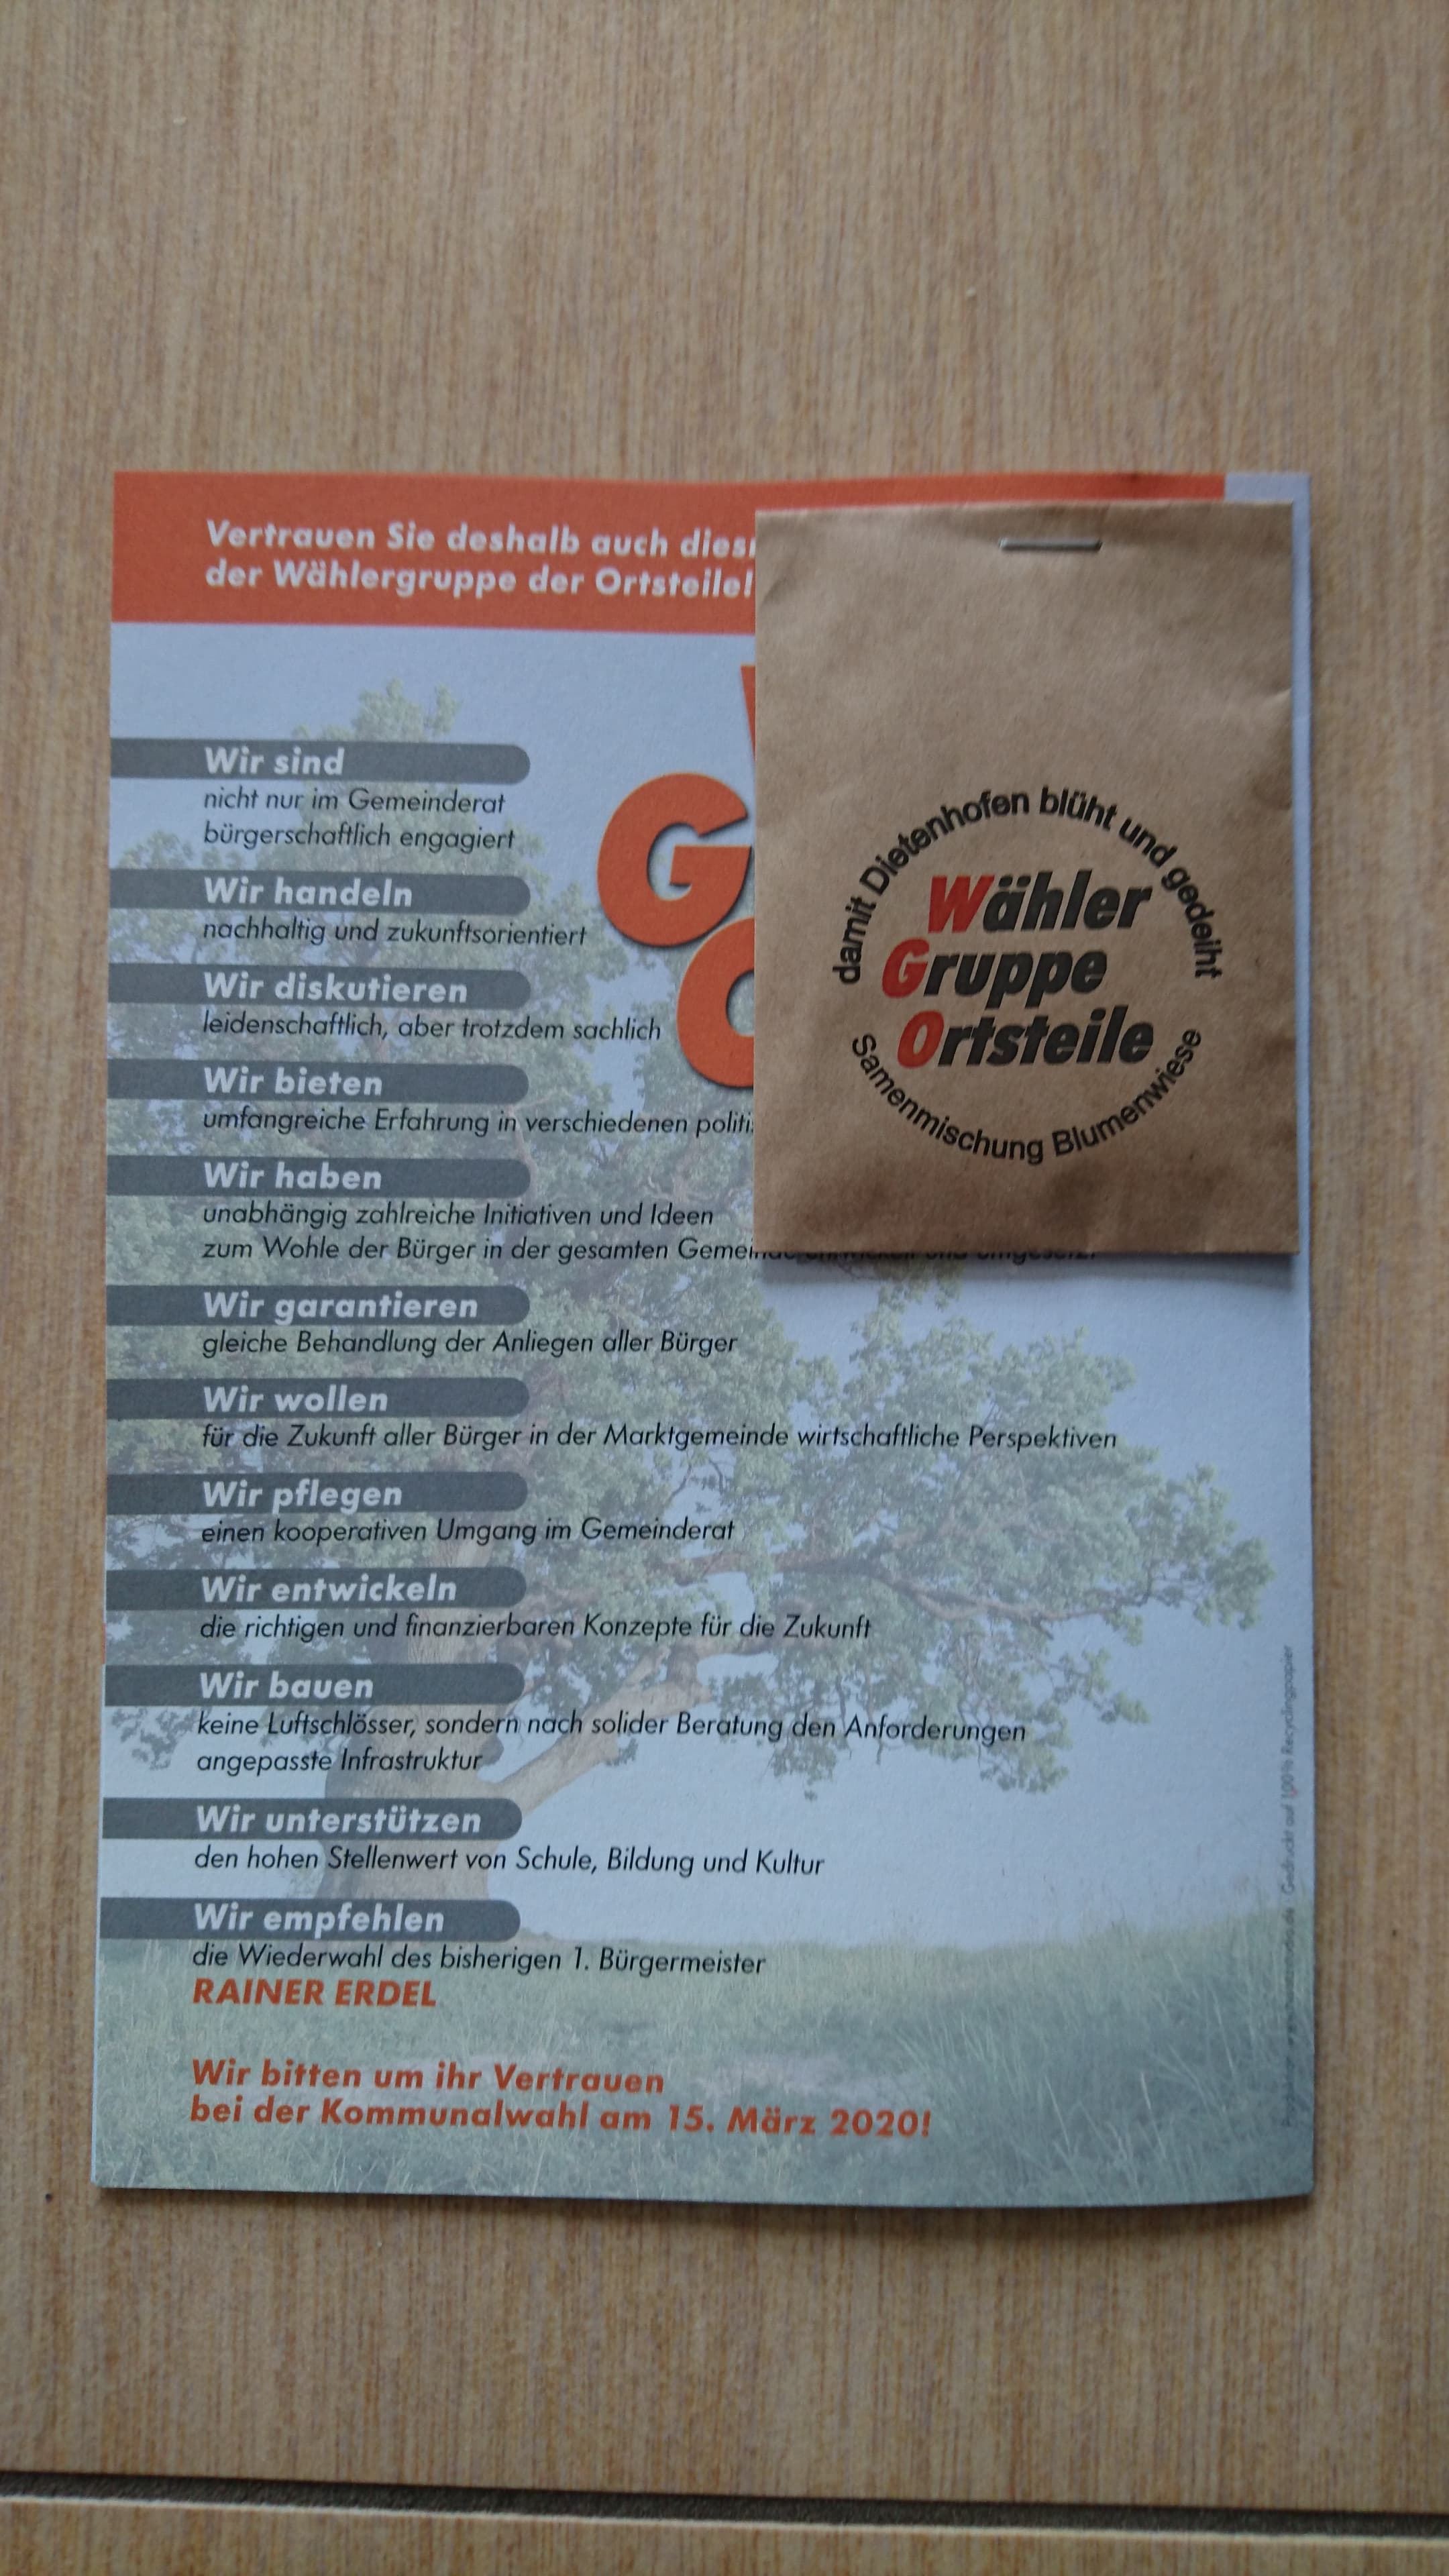 Vertrauen Sie deshalb auch
der Wählergruppe der Ortsteile!
G
Wir sind
nicht nur im Gemeinderat
bürgerschaftlich engagiert
Wir handeln
nachhaltig und zukunftsorientiert
Wir diskutieren
leidenschaftlich, aber trotzdem sachlich
Wir bieten
umfangreiche Erfahrung in verschiedenen
Wir haben
unabhängig zahlreiche Initiativen und Ideen
zum Wohle der Bürger in der gesamten
Wir garantieren
gleiche Behandlung der Anliegen aller Bürger
Wir wollen
für die Zukunft aller Bürger in der Marktgemeinde wirtschaftliche Perspektiven
Wir pflegen
einen kooperativen Umgang im Gemeinderat
Wir entwickeln
die richtigen und finanzierbaren Konzepte für die Zukunft
Wir bauen
keine Luftschlösser, sondern nach solider Beratung den Anforderungen
angepasste Infrastruktur
Wir unterstützen
den hohen Stellenwert von Schule, Bildung und Kultur
Wir empfehlen
die Wiederwahl des bisherigen 1. Bürgermeister
RAINER ERDEL
Wir bitten um ihr Vertrauen
bei der Kommunalwahl am 15. März 2020!
damit Dietenhofen blüht und gedeiht
Wähler
Gruppe
Ortsteile
Samenmischung Blumenwiese
Gedruckt auf 100% Recyclingpapier